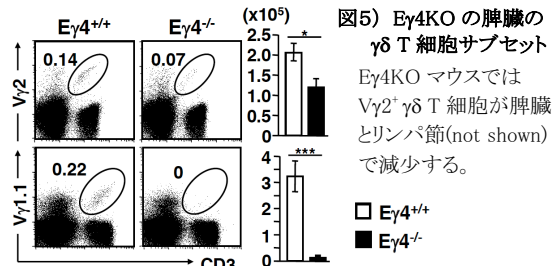 Eγ4+/+
Eγ4-/-
(x10⁵)
0.14
0.07
Vγ2
*
2.5
2.0
1.5
1.0
0.5
0
0.22
0
Vγ1.1
CD3
***
4
3
2
1
0
図5) Eγ4KO の脾臓の
γδ T 細胞サブセット
Eγ4KO マウスでは
Vγ2⁺ γδ T 細胞が脾臓
とリンパ節(not shown)
で減少する。
Eγ4+/+
Eγ4-/-